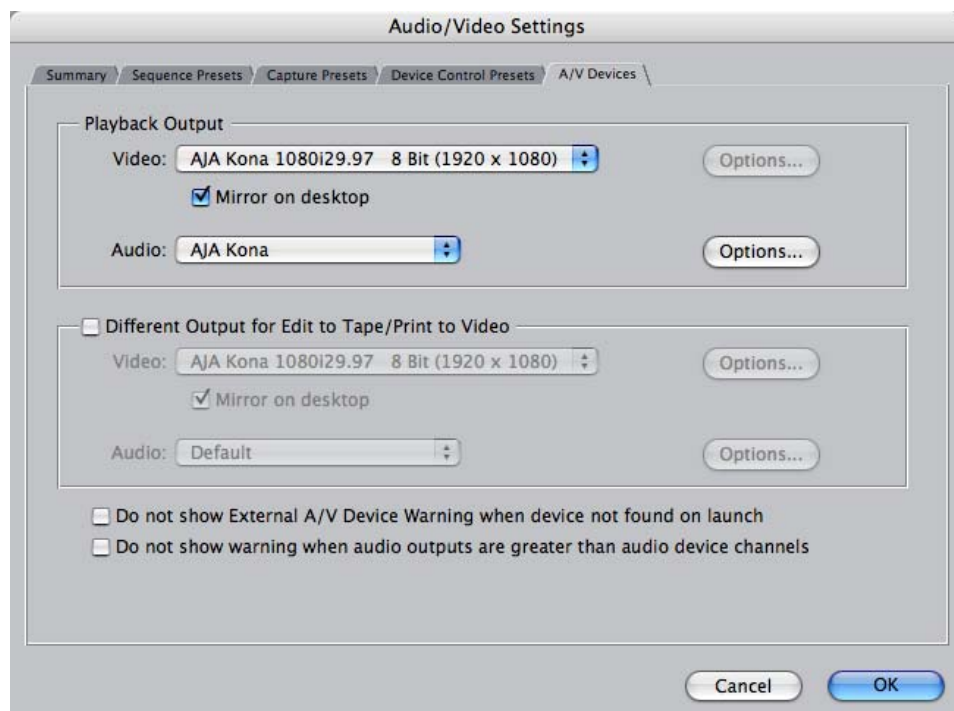 Audio/Video Settings
Summary Sequence Presets Capture Presets Device Control Presets A/V Devices
Playback Output
Video: AJA Kona 1080i29.97 8 Bit (1920 x 1080) Options...
Mirror on desktop
Audio: AJA Kona Options...
Different Output for Edit to Tape/Print to Video
Video: AJA Kona 1080i29.97 8 Bit (1920 x 1080) Options...
Mirror on desktop
Audio: Default Options...
Do not show External A/V Device Warning when device not found on launch
Do not show warning when audio outputs are greater than audio device channels
Cancel OK